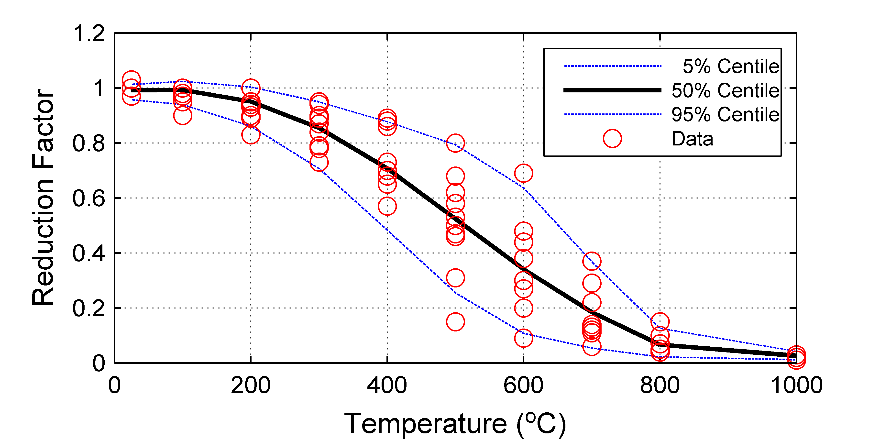 1.2
1
0.8
0.6
0.4
0.2
0
Reduction Factor
5% Centile
50% Centile
95% Centile
Data
0 200 400 600 800 1000
Temperature (ºC)